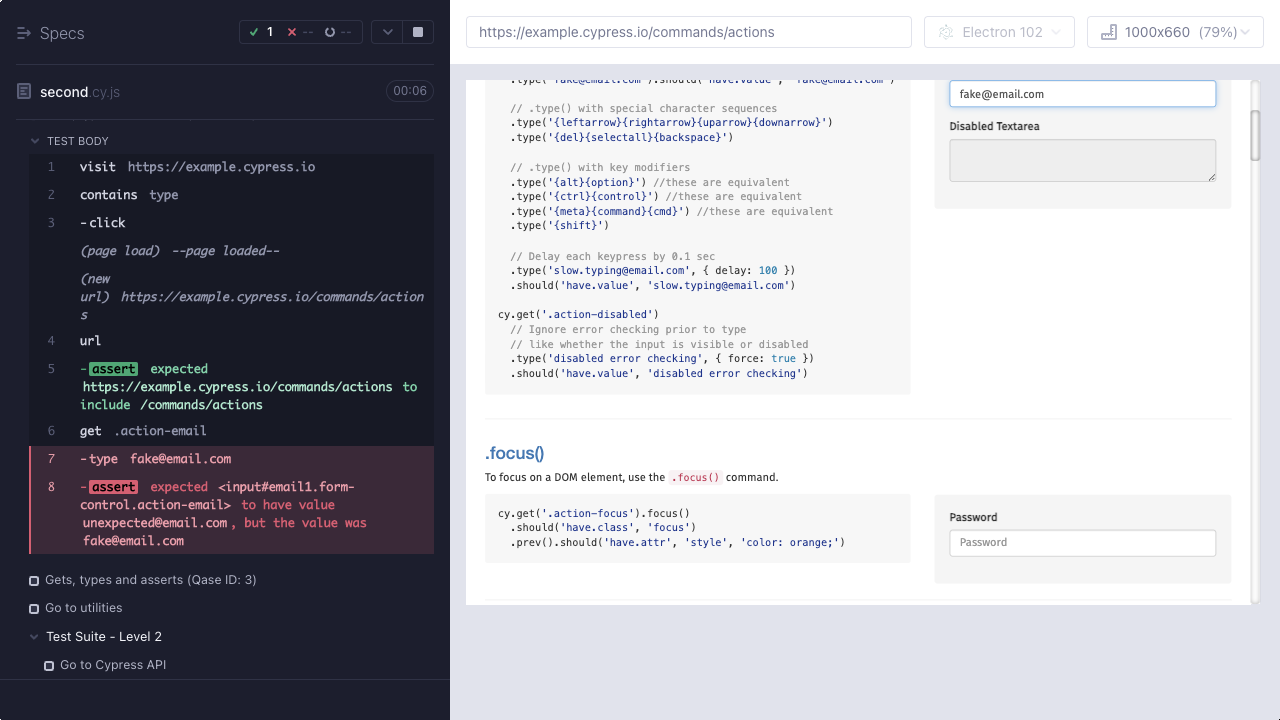 Specs
1
--
--
second.cy.js
00:06
TEST BODY
1 visit https://example.cypress.io
2 contains type
3 -click
(page load) --page loaded--
(new
url) https://example.cypress.io/commands/action
s
4 url
5 -assert expected
https://example.cypress.io/commands/actions to
include /commands/actions
6 get .action-email
7 -type fake@email.com
8 -assert expected <input#email1.form-
control.action-email> to have value
unexpected@email.com, but the value was
fake@email.com
Gets, types and asserts (Qase ID: 3)
Go to utilities
Test Suite - Level 2
Go to Cypress API
https://example.cypress.io/commands/actions
Electron 102
1000x660 (79%)
.type('fake@email.com').should('have.value', 'fake@email.com')
// .type() with special character sequences
.type('{leftarrow}{rightarrow}{uparrow}{downarrow}')
.type('{del}{selectall}{backspace}')
// .type() with key modifiers
.type('{alt}{option}') //these are equivalent
.type('{ctrl}{control}') //these are equivalent
.type('{meta}{command}{cmd}') //these are equivalent
.type('{shift}')
// Delay each keypress by 0.1 sec
.type('slow.typing@email.com', { delay: 100 })
.should('have.value', 'slow.typing@email.com')
cy.get('.action-disabled')
// Ignore error checking prior to type
// like whether the input is visible or disabled
.type('disabled error checking', { force: true })
.should('have.value', 'disabled error checking')
fake@email.com
Disabled Textarea
.focus()
To focus on a DOM element, use the .focus() command.
cy.get('.action-focus').focus()
.should('have.class', 'focus')
.prev().should('have.attr', 'style', 'color: orange;')
Password
Password